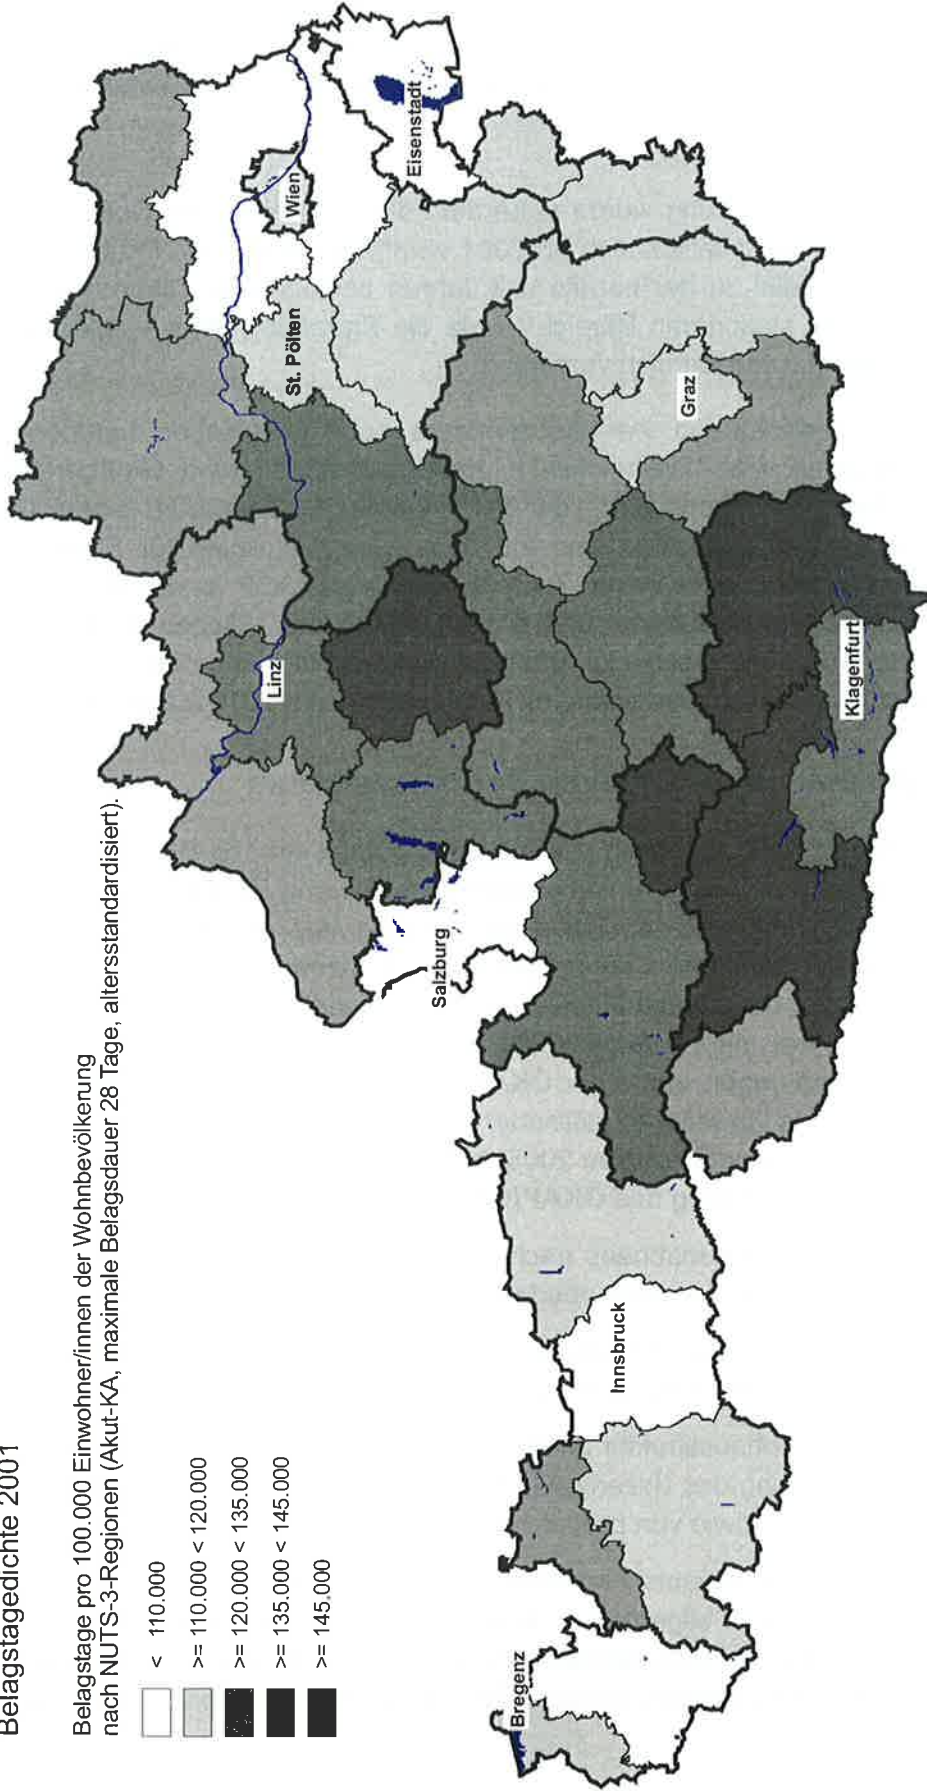 Belagstagedichte 2001
Belagstage pro 100.000 Einwohner/innen der Wohnbevölkerung
nach NUTS-3-Regionen (Akut-KA, maximale Belagsdauer 28 Tage, altersstandardisiert).
< 110.000
>= 110.000 < 120.000
>= 120.000 < 135.000
>= 135.000 < 145.000
>= 145.000
Bregenz
Innsbruck
Salzburg
Linz
Klagenfurt
Graz
St. Pölten
Wien
Eisenstadt